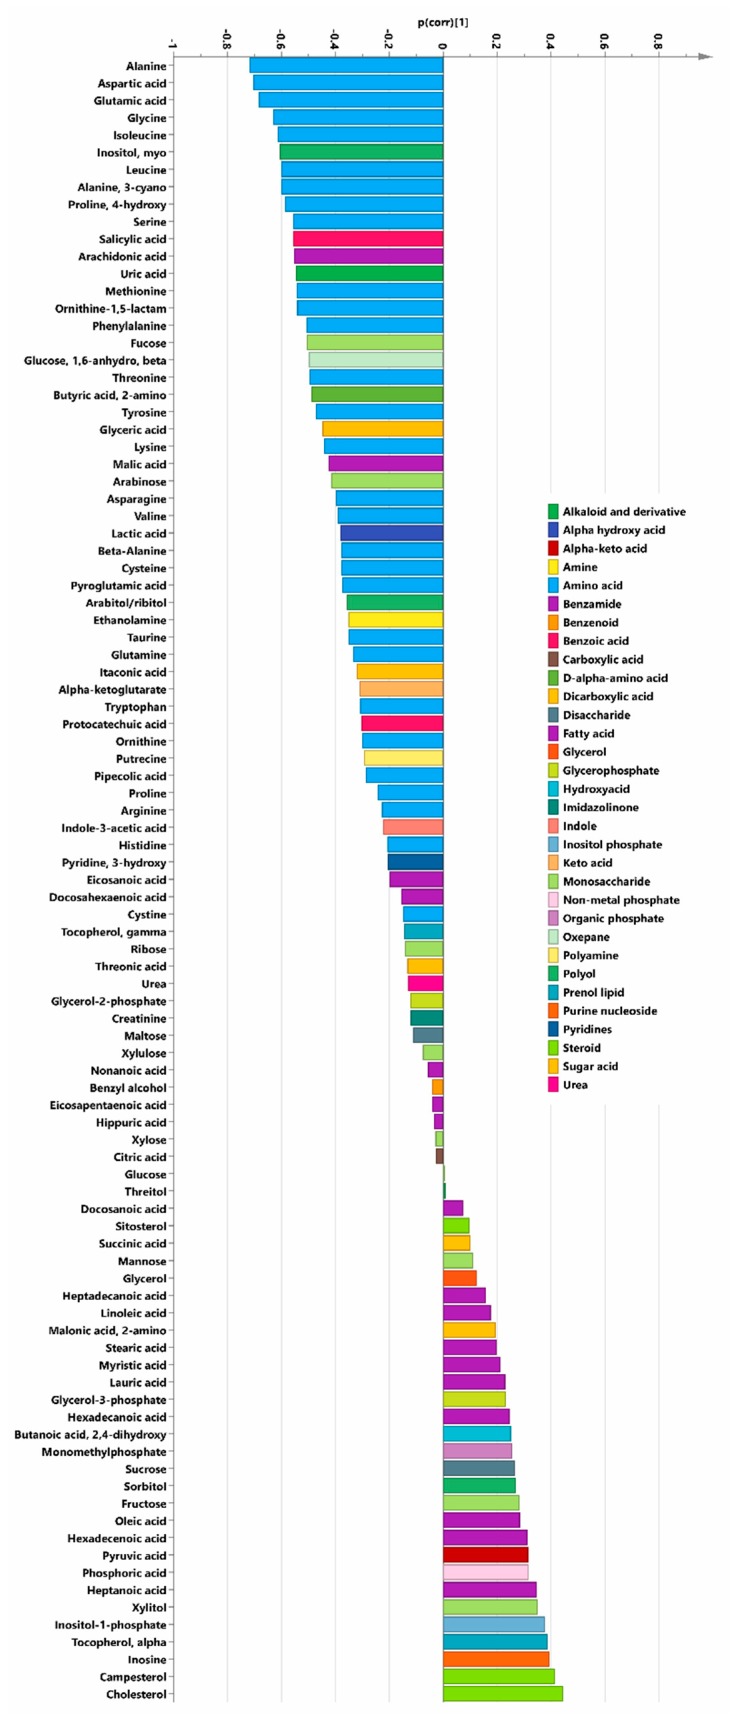 p(corr)[1]
-1
-0.8
-0.6
-0.4
-0.2
0
0.2
0.4
0.6
0.8
Alanine
Aspartic acid
Glutamic acid
Glycine
Isoleucine
Inositol, myo
Leucine
Alanine, 3-cyano
Proline, 4-hydroxy
Serine
Salicylic acid
Arachidonic acid
Uric acid
Methionine
Ornithine-1,5-lactam
Phenylalanine
Fucose
Glucose, 1,6-anhydro, beta
Threonine
Butyric acid, 2-amino
Tyrosine
Glyceric acid
Lysine
Malic acid
Arabinose
Asparagine
Valine
Lactic acid
Beta-Alanine
Cysteine
Pyroglutamic acid
Arabitol/ribitol
Ethanolamine
Taurine
Glutamine
Itaconic acid
Alpha-ketoglutarate
Tryptophan
Protocatechuic acid
Ornithine
Putrecine
Pipecolic acid
Proline
Arginine
Indole-3-acetic acid
Histidine
Pyridine, 3-hydroxy
Eicosanoic acid
Docosahexaenoic acid
Cystine
Tocopherol, gamma
Ribose
Threonic acid
Urea
Glycerol-2-phosphate
Creatinine
Maltose
Xylulose
Nonanoic acid
Benzyl alcohol
Eicosapentaenoic acid
Hippuric acid
Xylose
Citric acid
Glucose
Threitol
Docosanoic acid
Sitosterol
Succinic acid
Mannose
Glycerol
Heptadecanoic acid
Linoleic acid
Malonic acid, 2-amino
Stearic acid
Myristic acid
Lauric acid
Glycerol-3-phosphate
Hexadecanoic acid
Butanoic acid, 2,4-dihydroxy
Monomethylphosphate
Sucrose
Sorbitol
Fructose
Oleic acid
Hexadecenoic acid
Pyruvic acid
Phosphoric acid
Heptanoic acid
Xylitol
Inositol-1-phosphate
Tocopherol, alpha
Inosine
Campesterol
Cholesterol
Alkaloid and derivative
Alpha hydroxy acid
Alpha-keto acid
Amine
Amino acid
Benzamide
Benzenoid
Benzoic acid
Carboxylic acid
D-alpha-amino acid
Dicarboxylic acid
Disaccharide
Fatty acid
Glycerol
Glycerophosphate
Hydroxyacid
Imidazolinone
Indole
Inositol phosphate
Keto acid
Monosaccharide
Non-metal phosphate
Organic phosphate
Oxepane
Polyamine
Polyol
Prenol lipid
Purine nucleoside
Pyridines
Steroid
Sugar acid
Urea